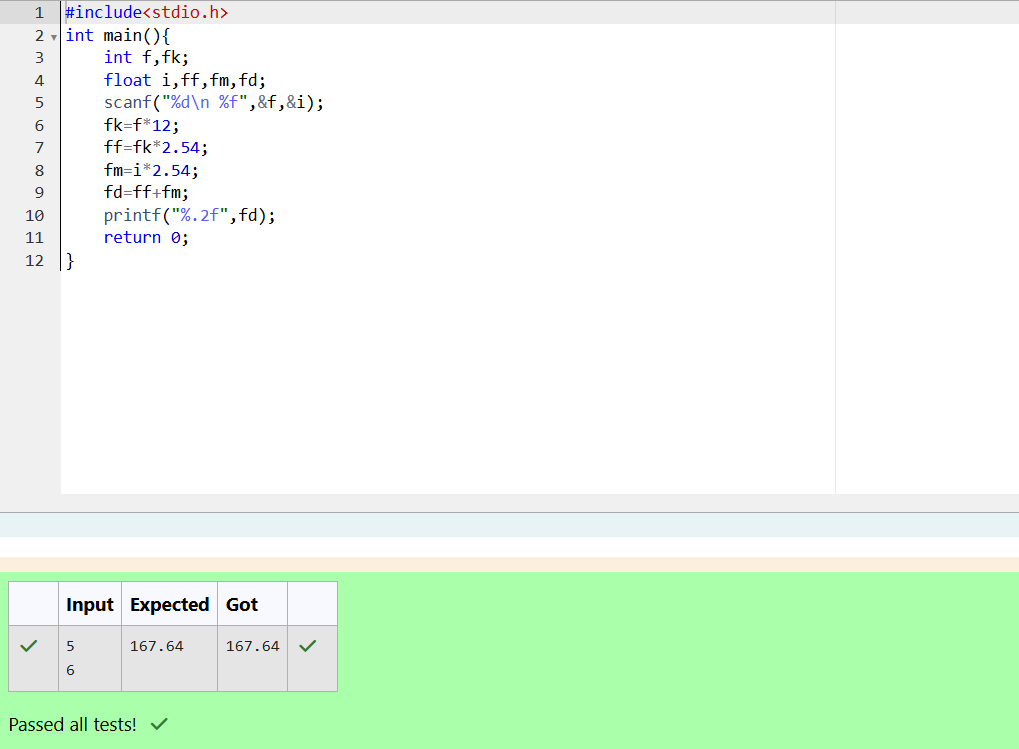 1 #include<stdio.h>
2 int main(){
3     int f,fk;
4     float i,ff,fm,fd;
5     scanf("%d\n %f",&f,&i);
6     fk=f*12;
7     ff=fk*2.54;
8     fm=i*2.54;
9     fd=ff+fm;
10     printf("%.2f",fd);
11     return 0;
12 }
Input Expected Got
5 167.64 167.64
6
Passed all tests!